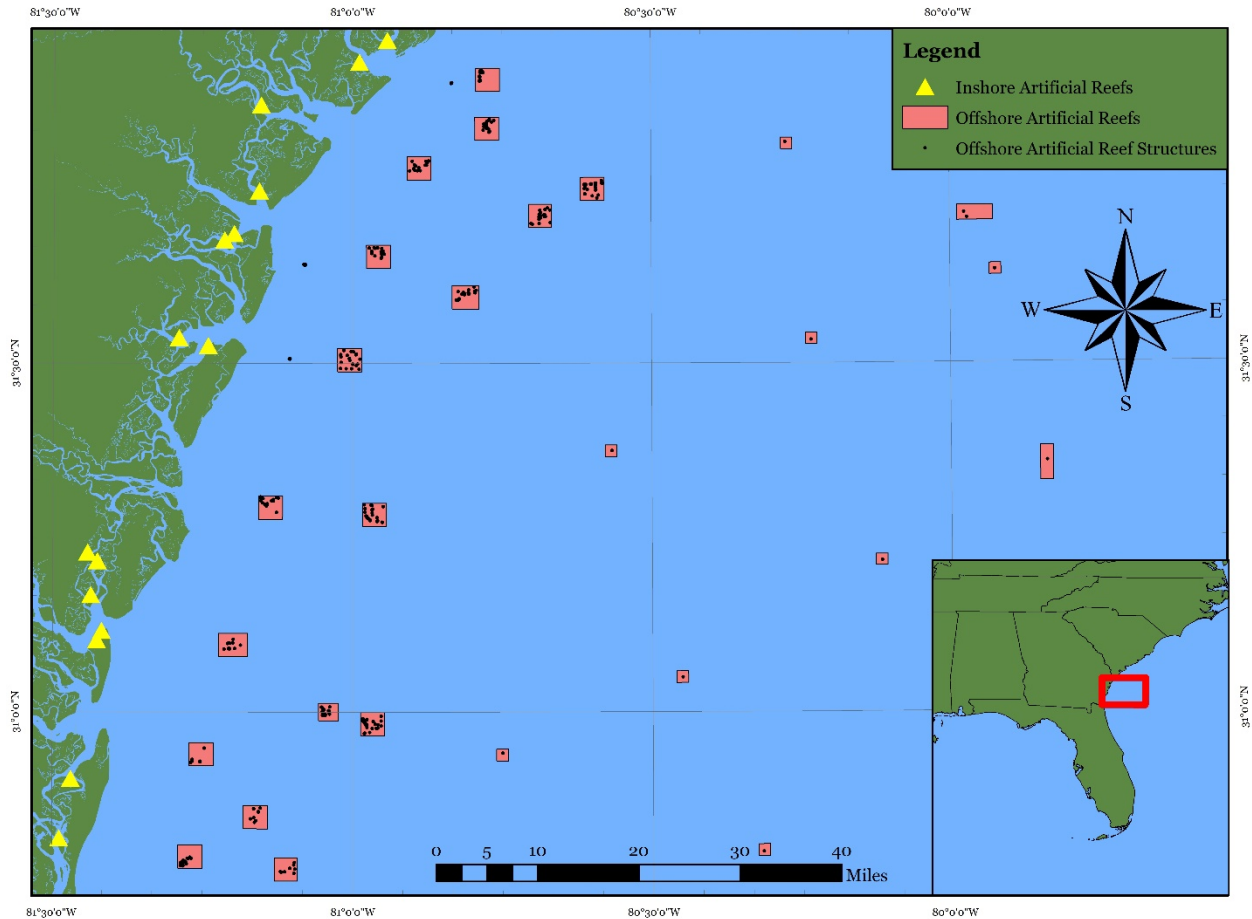 81°30'0"W 81°0'0"W 80°30'0"W 80°0'0"W
Legend
Inshore Artificial Reefs
Offshore Artificial Reefs
Offshore Artificial Reef Structures
N
W E
S
31°30'0"N 31°30'0"N
31°0'0"N 31°0'0"N
0 5 10 20 30 40
Miles
81°30'0"W 81°0'0"W 80°30'0"W 80°0'0"W